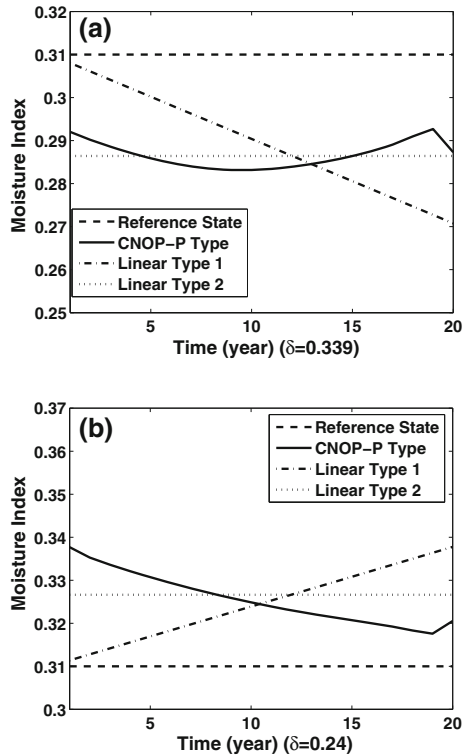 (a)
0.32
0.31
0.3
0.29
0.28
0.27
0.26
0.25
Moisture Index
Reference State
CNOP-P Type
Linear Type 1
Linear Type 2
5
10
15
20
Time (year) (δ=0.339)
(b)
0.37
0.36
0.35
0.34
0.33
0.32
0.31
0.3
Moisture Index
Reference State
CNOP-P Type
Linear Type 1
Linear Type 2
5
10
15
20
Time (year) (δ=0.24)